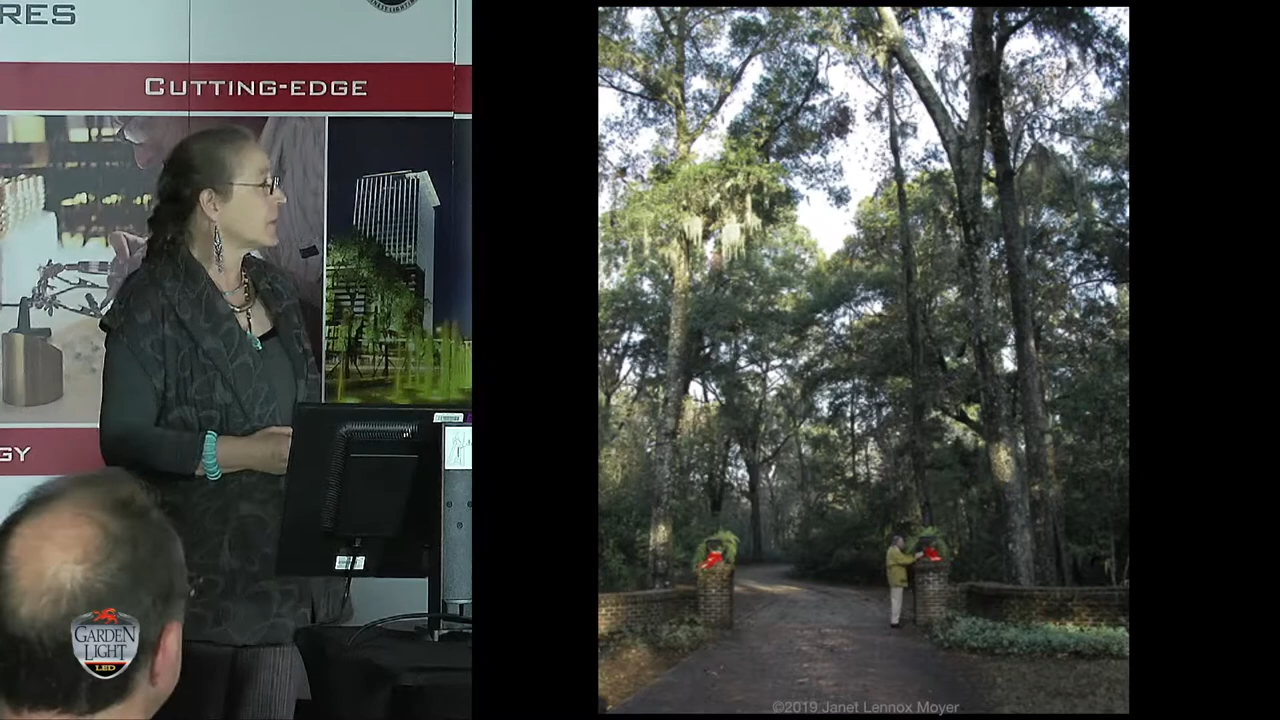 RES
CUTTING-EDGE
GY
GARDEN
LIGHT
LED
©2019 Janet Lennox Moyer